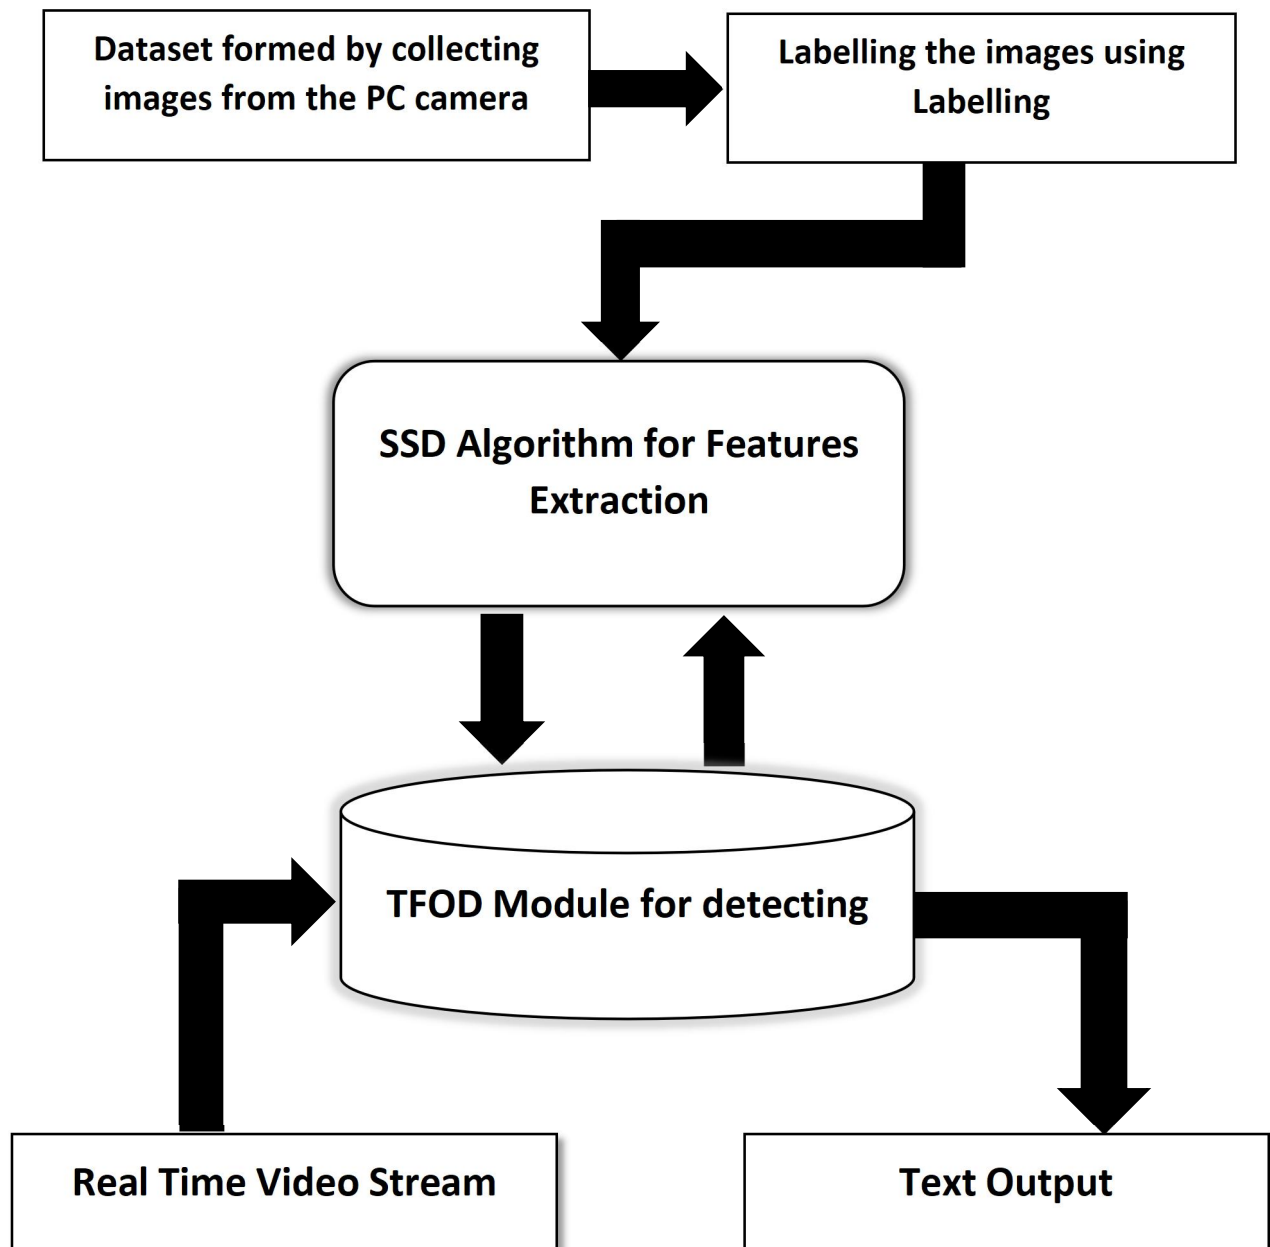 Dataset formed by collecting
images from the PC camera
Labelling the images using
Labelling
SSD Algorithm for Features
Extraction
TFOD Module for detecting
Real Time Video Stream
Text Output